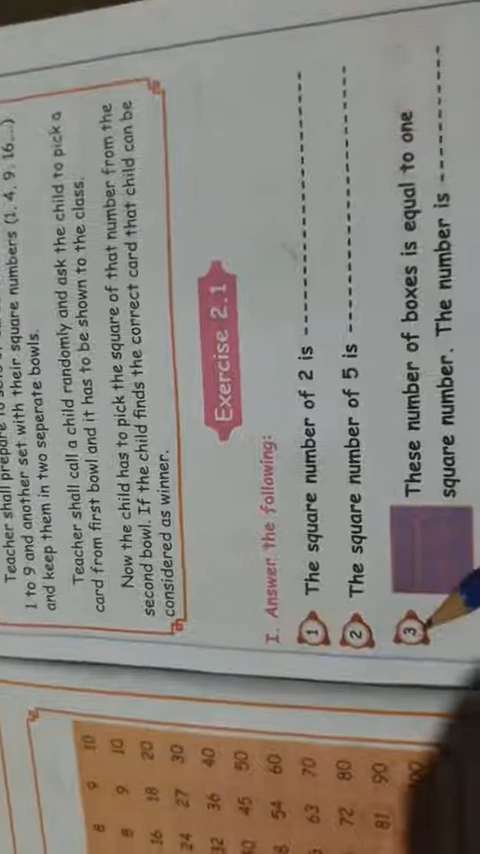 Teacher shall prepare
1 to 9 and another set with their square numbers (1, 4, 9, 16...)
and keep them in two seperate bowls.
Teacher shall call a child randomly and ask the child to pick a
card from first bowl and it has to be shown to the class.
Now the child has to pick the square of that number from the
second bowl. If the child finds the correct card that child can be
considered as winner.
Exercise 2.1
I. Answer the following:
1 The square number of 2 is
2 The square number of 5 is
3 These number of boxes is equal to one
square number. The number is
8 9 10
8 9 10
16 18 20
24 27 30
32 36 40
45 50
54 60
63 70
72 80
81 90